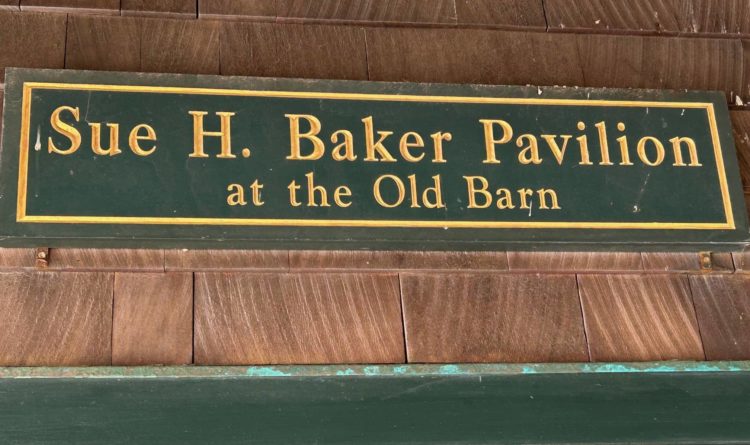 Sue H. Baker Pavilion
at the Old Barn